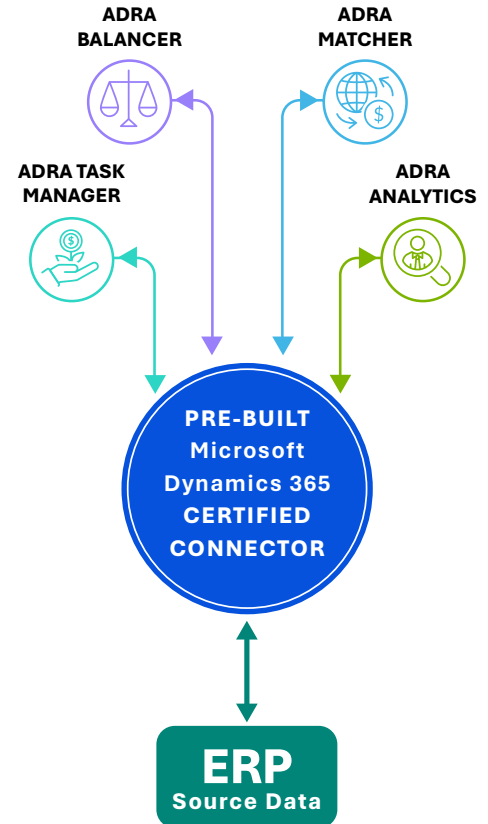 ADRA
BALANCER
ADRA
MATCHER
ADRA TASK
MANAGER
ADRA
ANALYTICS
$
$
PRE-BUILT
Microsoft
Dynamics 365
CERTIFIED
CONNECTOR
ERP
Source Data